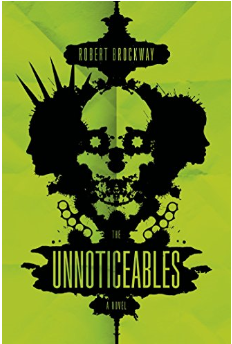 ROBERT BROCKWAY
THE
UNNOTICEABLES
A NOVEL